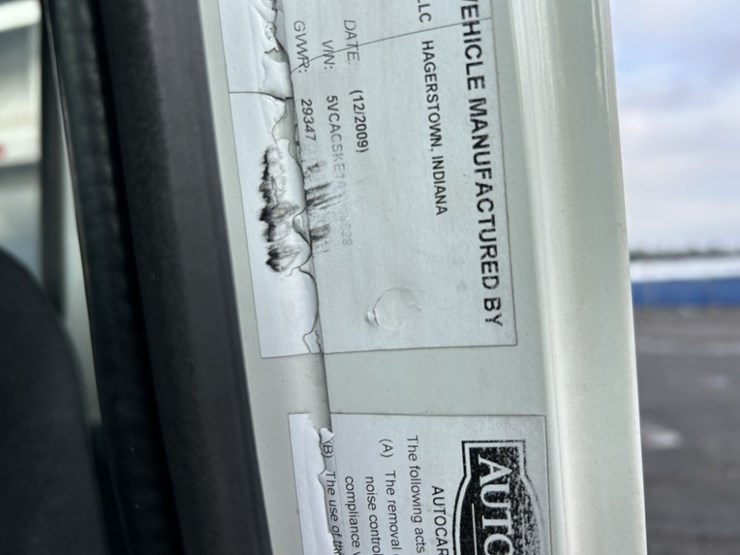 VEHICLE MANUFACTURED BY
LLC HAGERSTOWN, INDIANA
DATE: (12/2009)
VIN:
GVWR: 29347
AUTOCAR
The following acts
(A) The removal
noise control
compliance
(B) The use of